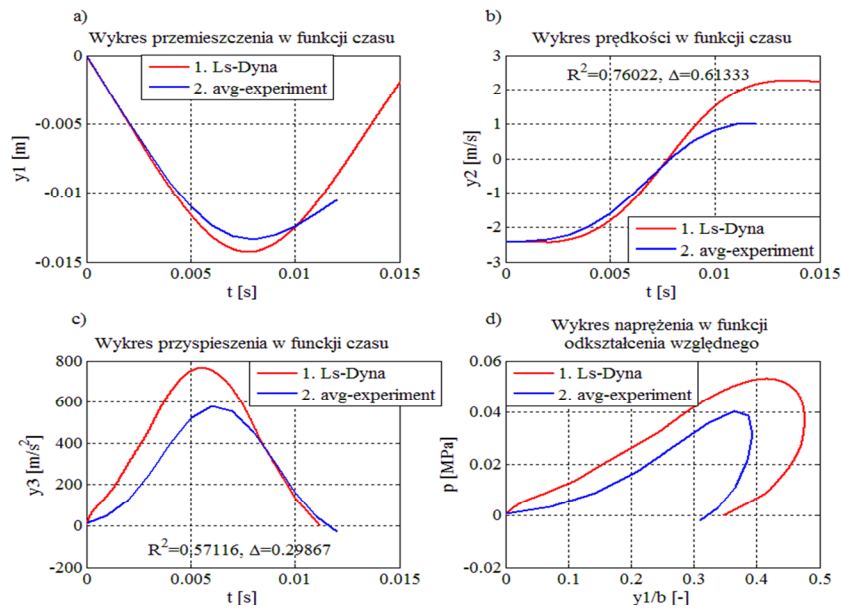 a)
Wykres przemieszczenia w funkcji czasu
0
-0.005
-0.01
-0.015
y1 [m]
1. Ls-Dyna
2. avg-experiment
0
0.005
0.01
0.015
t [s]
b)
Wykres prędkości w funkcji czasu
3
2
1
0
-1
-2
-3
y2 [m/s]
R²=0.76022, Δ=0.61333
1. Ls-Dyna
2. avg-experiment
0
0.005
0.01
0.015
t [s]
c)
Wykres przyspieszenia w funckji czasu
800
600
400
200
0
-200
y3 [m/s²]
1. Ls-Dyna
2. avg-experiment
R²=0.57116, Δ=0.29867
0
0.005
0.01
0.015
t [s]
d)
Wykres naprężenia w funkcji
odkształcenia względnego
0.06
0.04
0.02
0
-0.02
p [MPa]
1. Ls-Dyna
2. avg-experiment
0
0.1
0.2
0.3
0.4
0.5
y1/b [-]